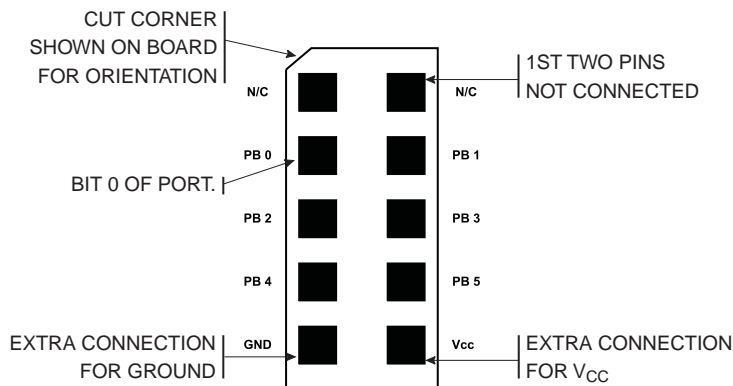 CUT CORNER
SHOWN ON BOARD
FOR ORIENTATION
1ST TWO PINS
NOT CONNECTED
N/C
N/C
PB 0
PB 1
BIT 0 OF PORT.
PB 2
PB 3
PB 4
PB 5
GND
Vcc
EXTRA CONNECTION
FOR GROUND
EXTRA CONNECTION
FOR VCC